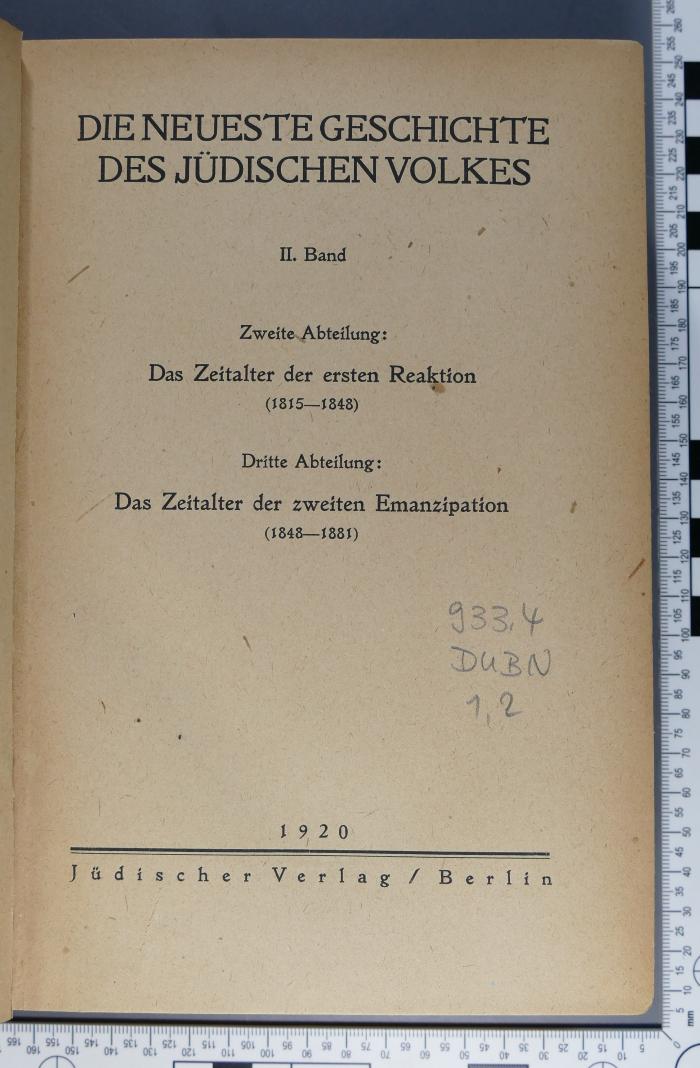 DIE NEUESTE GESCHICHTE
DES JÜDISCHEN VOLKES
II. Band
Zweite Abteilung:
Das Zeitalter der ersten Reaktion
(1815—1848)
Dritte Abteilung:
Das Zeitalter der zweiten Emanzipation
(1848—1881)
933.4
DUBN
1,2
1920
Jüdischer Verlag / Berlin